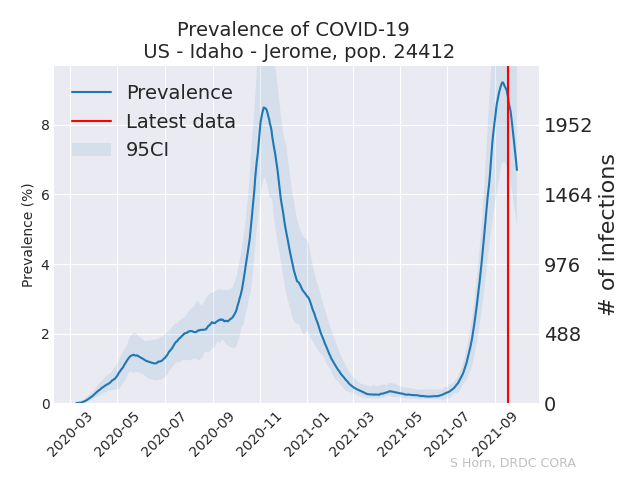 Prevalence of COVID-19
US - Idaho - Jerome, pop. 24412
Prevalence
Latest data
95CI
Prevalence (%)
8
6
4
2
0
1952
1464
976
488
0
# of infections
2020-03
2020-05
2020-07
2020-09
2020-11
2021-01
2021-03
2021-05
2021-07
2021-09
S Horn, DRDC CORA